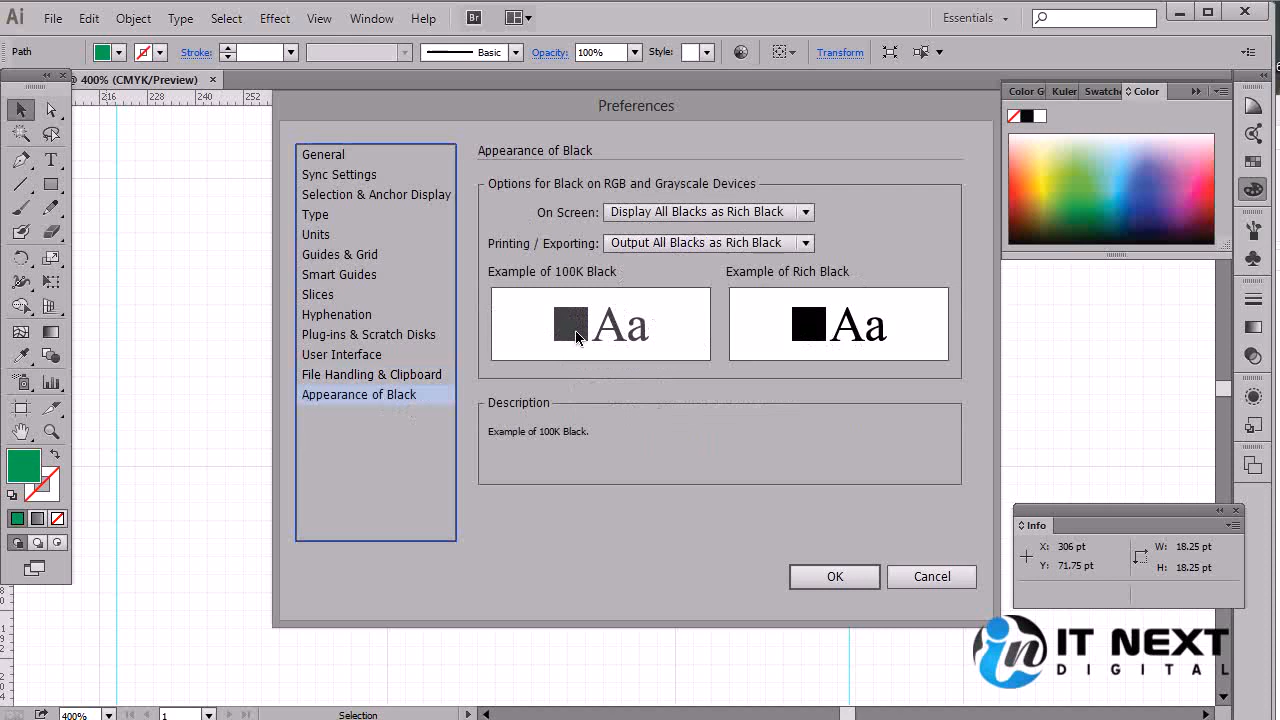 Ai File Edit Object Type Select Effect View Window Help Br Essentials
Path Stroke: Basic Opacity: 100% Style: Transform
@ 400% (CMYK/Preview) ×
216 228 240 252
Preferences
General
Sync Settings
Selection & Anchor Display
Type
Units
Guides & Grid
Smart Guides
Slices
Hyphenation
Plug-ins & Scratch Disks
User Interface
File Handling & Clipboard
Appearance of Black
Appearance of Black
Options for Black on RGB and Grayscale Devices
On Screen: Display All Blacks as Rich Black
Printing / Exporting: Output All Blacks as Rich Black
Example of 100K Black Example of Rich Black
Aa Aa
Description
Example of 100K Black.
OK Cancel
Color G Kuler Swatche Color
Info
X: 306 pt W: 18.25 pt
Y: 71.75 pt H: 18.25 pt
in IT NEXT
DIGITAL
400% 1 Selection